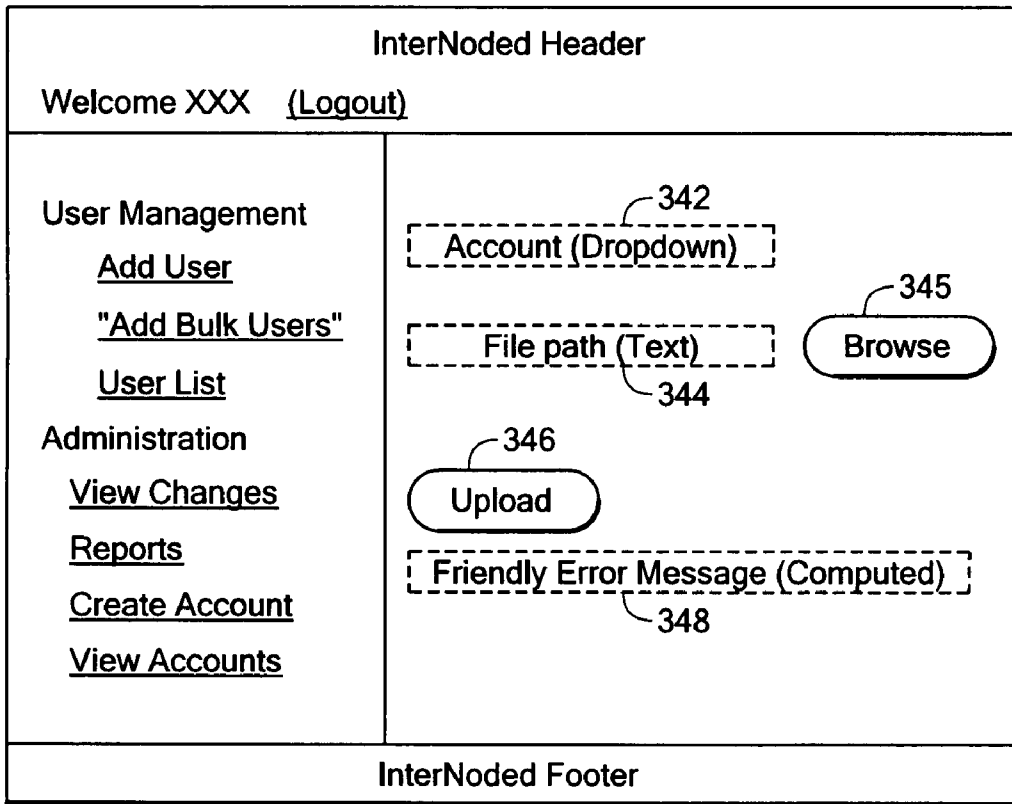 InterNoded Header
Welcome XXX (Logout)
User Management
Add User
"Add Bulk Users"
User List
Administration
View Changes
Reports
Create Account
View Accounts
342
Account (Dropdown)
345
File path (Text)
Browse
344
346
Upload
Friendly Error Message (Computed)
348
InterNoded Footer